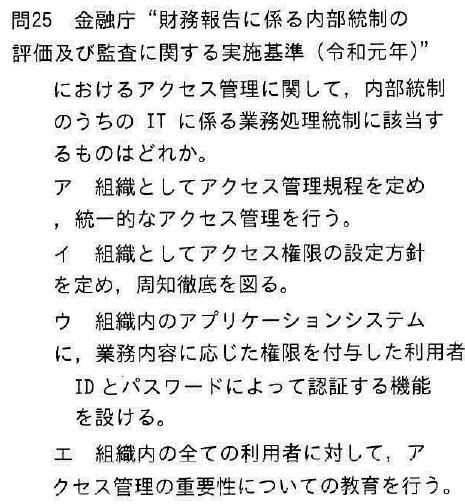 問25 金融庁“財務報告に係る内部統制の
評価及び監査に関する実施基準（令和元年）”
におけるアクセス管理に関して，内部統制
のうちの IT に係る業務処理統制に該当す
るものはどれか。
ア 組織としてアクセス管理規程を定め
，統一的なアクセス管理を行う。
イ 組織としてアクセス権限の設定方針
を定め，周知徹底を図る。
ウ 組織内のアプリケーションシステム
に，業務内容に応じた権限を付与した利用者
ID とパスワードによって認証する機能
を設ける。
エ 組織内の全ての利用者に対して，ア
クセス管理の重要性についての教育を行う。